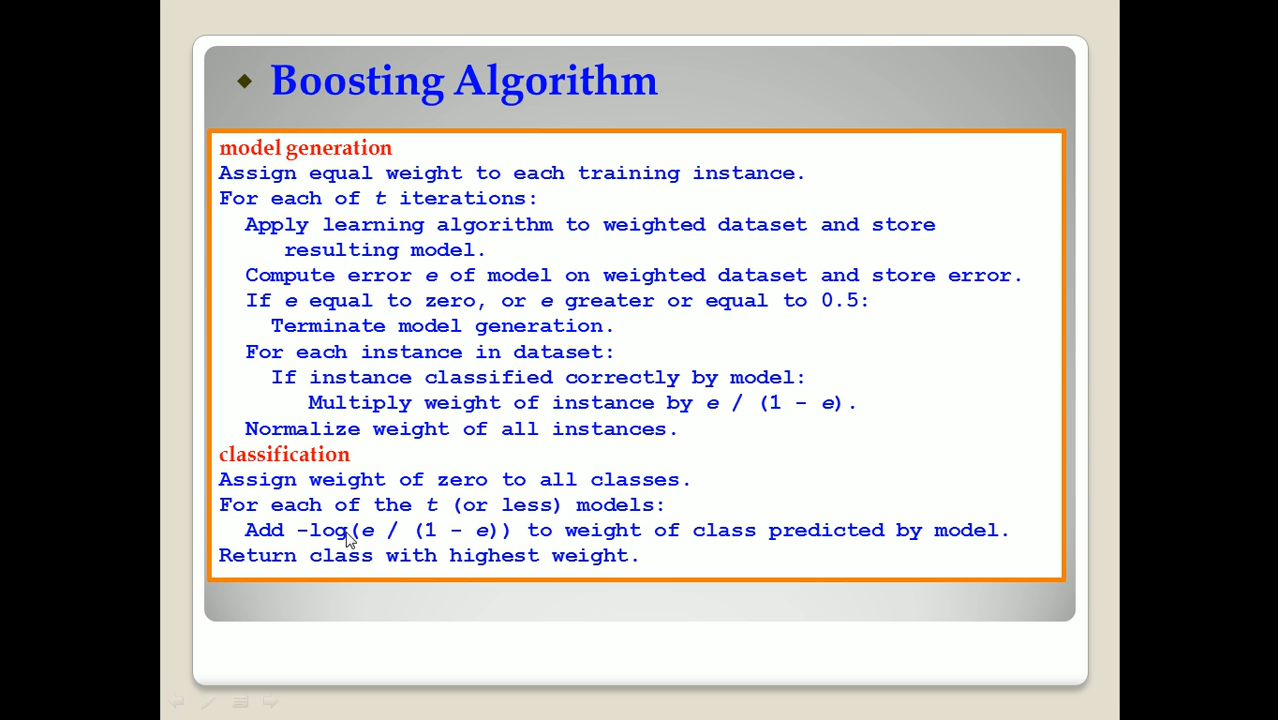 Boosting Algorithm
model generation
Assign equal weight to each training instance.
For each of t iterations:
Apply learning algorithm to weighted dataset and store
resulting model.
Compute error e of model on weighted dataset and store error.
If e equal to zero, or e greater or equal to 0.5:
Terminate model generation.
For each instance in dataset:
If instance classified correctly by model:
Multiply weight of instance by e / (1 - e).
Normalize weight of all instances.
classification
Assign weight of zero to all classes.
For each of the t (or less) models:
Add -log(e / (1 - e)) to weight of class predicted by model.
Return class with highest weight.